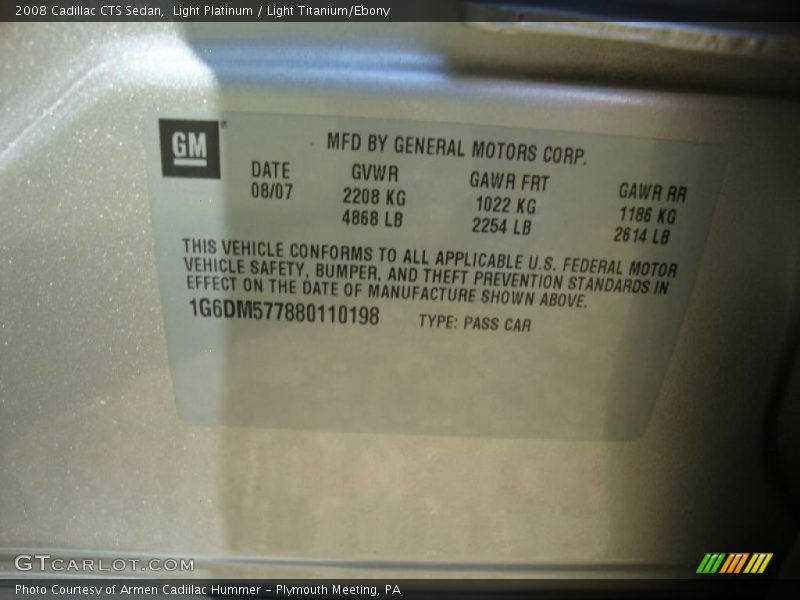 2008 Cadillac CTS Sedan, Light Platinum / Light Titanium/Ebony
GM
MFD BY GENERAL MOTORS CORP.
DATE GVWR GAWR FRT GAWR RR
08/07 2208 KG 1022 KG 1186 KG
4868 LB 2254 LB 2614 LB
THIS VEHICLE CONFORMS TO ALL APPLICABLE U.S. FEDERAL MOTOR
VEHICLE SAFETY, BUMPER, AND THEFT PREVENTION STANDARDS IN
EFFECT ON THE DATE OF MANUFACTURE SHOWN ABOVE.
1G6DM577880110198 TYPE: PASS CAR
GTCARLOT.COM
Photo Courtesy of Armen Cadillac Hummer – Plymouth Meeting, PA